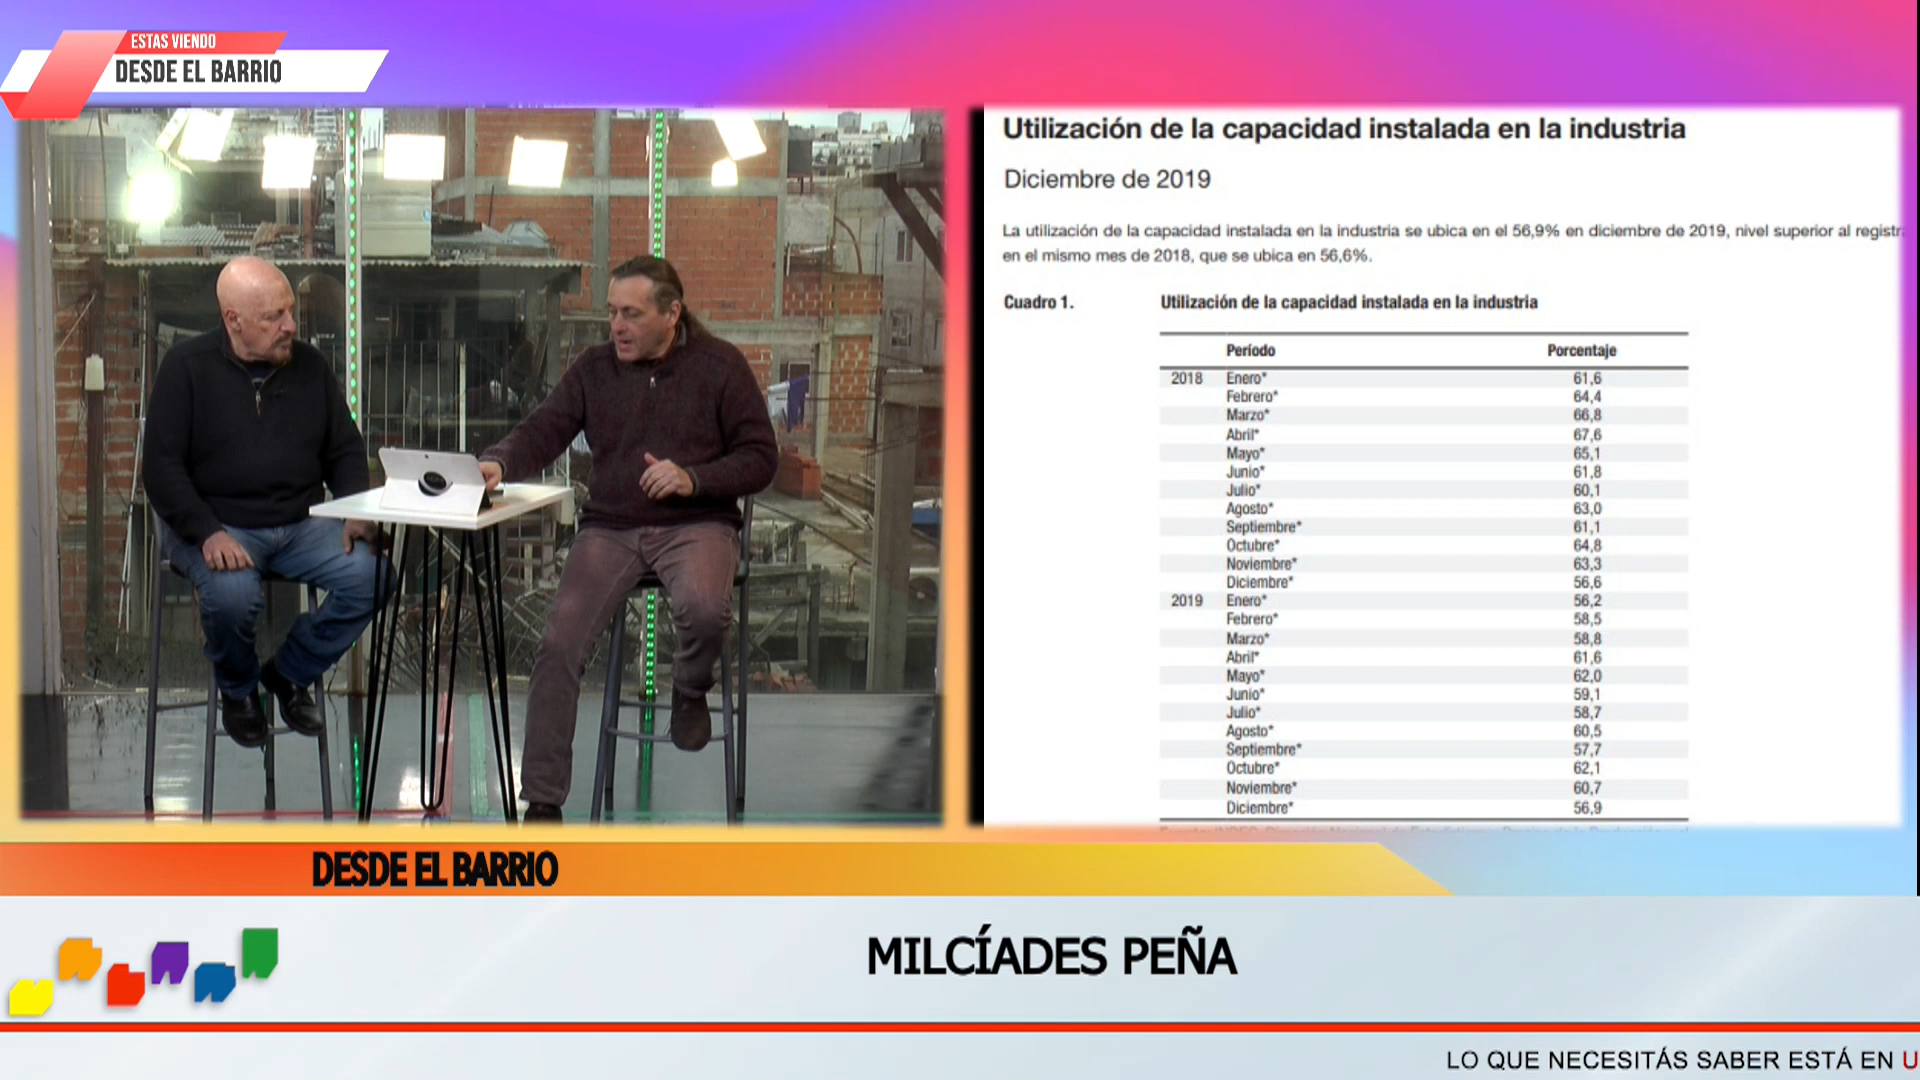 ESTAS VIENDO
DESDE EL BARRIO
Utilización de la capacidad instalada en la industria
Diciembre de 2019
La utilización de la capacidad instalada en la industria se ubica en el 56,9% en diciembre de 2019, nivel superior al registr
en el mismo mes de 2018, que se ubica en 56,6%.
Cuadro 1. Utilización de la capacidad instalada en la industria
Período Porcentaje
2018 Enero* 61,6
Febrero* 64,4
Marzo* 66,8
Abril* 67,6
Mayo* 65,1
Junio* 61,8
Julio* 60,1
Agosto* 63,0
Septiembre* 61,1
Octubre* 64,8
Noviembre* 63,3
Diciembre* 56,6
2019 Enero* 56,2
Febrero* 58,5
Marzo* 58,8
Abril* 61,6
Mayo* 62,0
Junio* 59,1
Julio* 58,7
Agosto* 60,5
Septiembre* 57,7
Octubre* 62,1
Noviembre* 60,7
Diciembre* 56,9
DESDE EL BARRIO
MILCÍADES PEÑA
LO QUE NECESITÁS SABER ESTÁ EN U